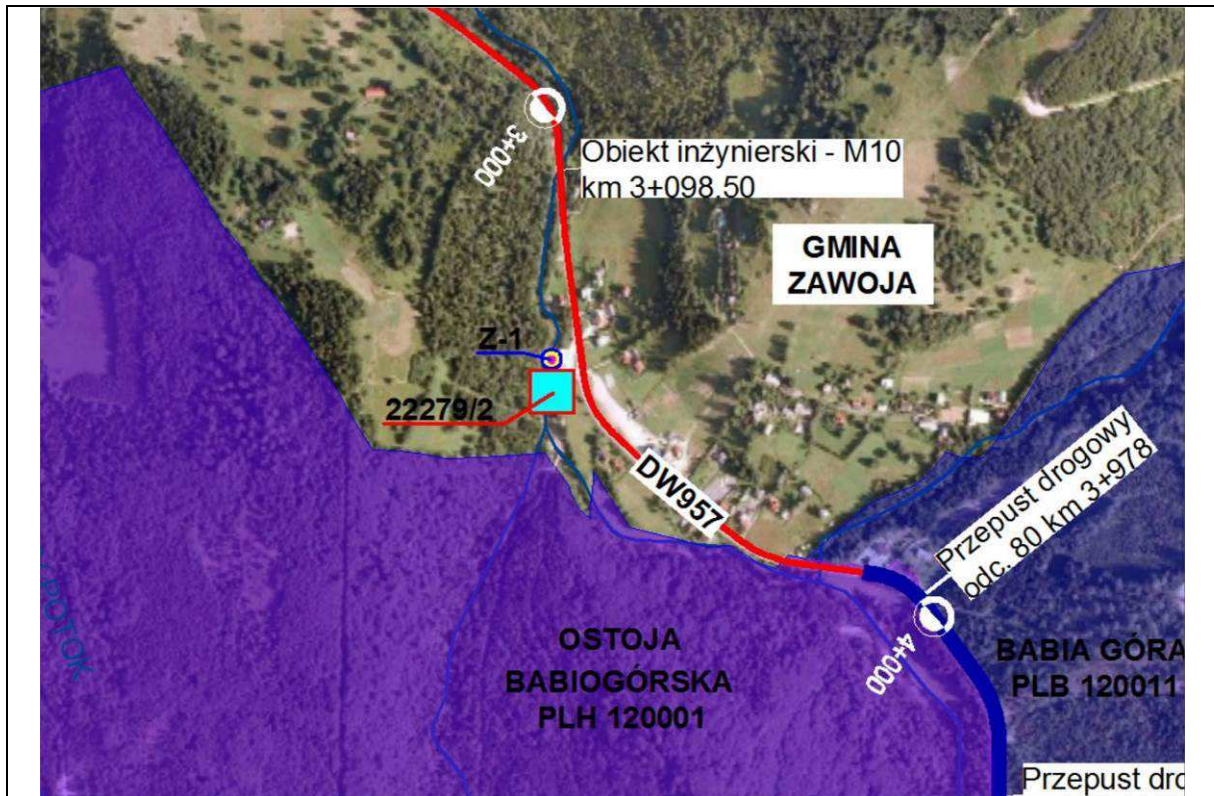 3+000
Obiekt inżynierski - M10
km 3+098.50
GMINA
ZAWOJA
Z-1
22279/2
DW957
Przepust drogowy
odc. 80 km 3+978
POTOK
OSTOJA
BABIOGÓRSKA
PLH 120001
4+000
BABIA GÓRA
PLB 120011
Przepust dro